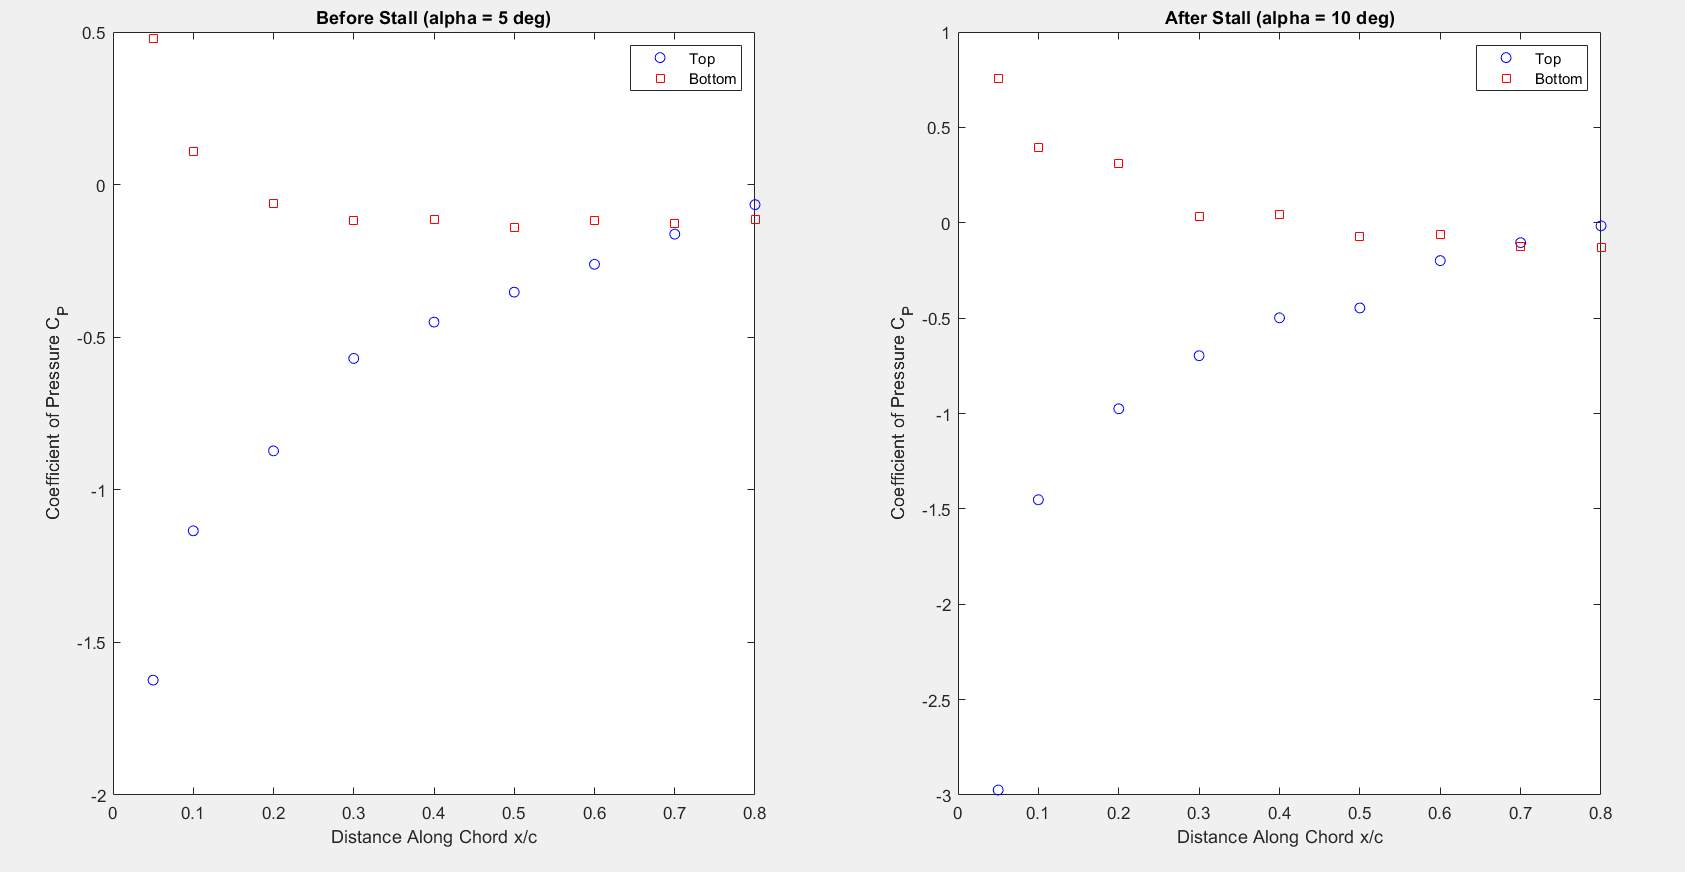 Before Stall (alpha = 5 deg)
0.5
0
-0.5
-1
-1.5
-2
Coefficient of Pressure C_P
Top
Bottom
0 0.1 0.2 0.3 0.4 0.5 0.6 0.7 0.8
Distance Along Chord x/c
After Stall (alpha = 10 deg)
1
0.5
0
-0.5
-1
-1.5
-2
-2.5
-3
Coefficient of Pressure C_P
Top
Bottom
0 0.1 0.2 0.3 0.4 0.5 0.6 0.7 0.8
Distance Along Chord x/c